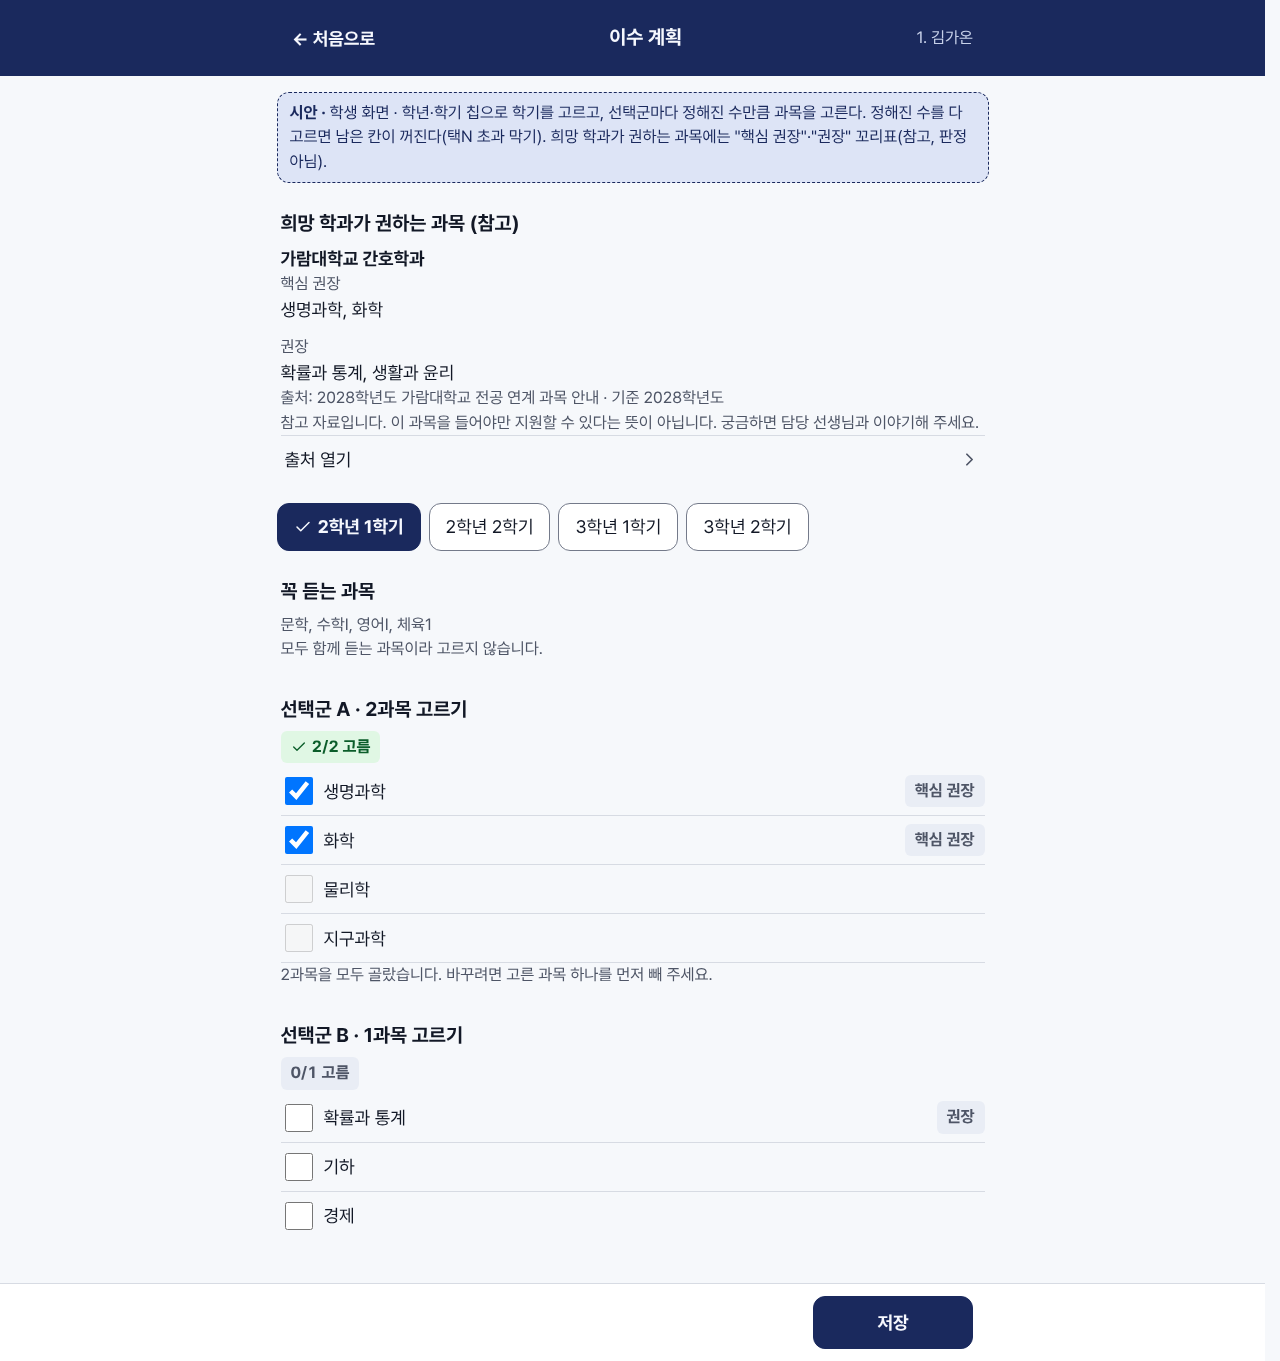 ← 처음으로
이수 계획
1. 김가온
시안 · 학생 화면 · 학년·학기 칩으로 학기를 고르고, 선택군마다 정해진 수만큼 과목을 고른다. 정해진 수를 다
고르면 남은 칸이 꺼진다(택N 초과 막기). 희망 학과가 권하는 과목에는 "핵심 권장"·"권장" 꼬리표(참고, 판정
아님).
희망 학과가 권하는 과목 (참고)
가람대학교 간호학과
핵심 권장
생명과학, 화학
권장
확률과 통계, 생활과 윤리
출처: 2028학년도 가람대학교 전공 연계 과목 안내 · 기준 2028학년도
참고 자료입니다. 이 과목을 들어야만 지원할 수 있다는 뜻이 아닙니다. 궁금하면 담당 선생님과 이야기해 주세요.
출처 열기
2학년 1학기
2학년 2학기
3학년 1학기
3학년 2학기
꼭 듣는 과목
문학, 수학I, 영어I, 체육1
모두 함께 듣는 과목이라 고르지 않습니다.
선택군 A · 2과목 고르기
2/2 고름
생명과학
핵심 권장
화학
핵심 권장
물리학
지구과학
2과목을 모두 골랐습니다. 바꾸려면 고른 과목 하나를 먼저 빼 주세요.
선택군 B · 1과목 고르기
0/1 고름
확률과 통계
권장
기하
경제
저장